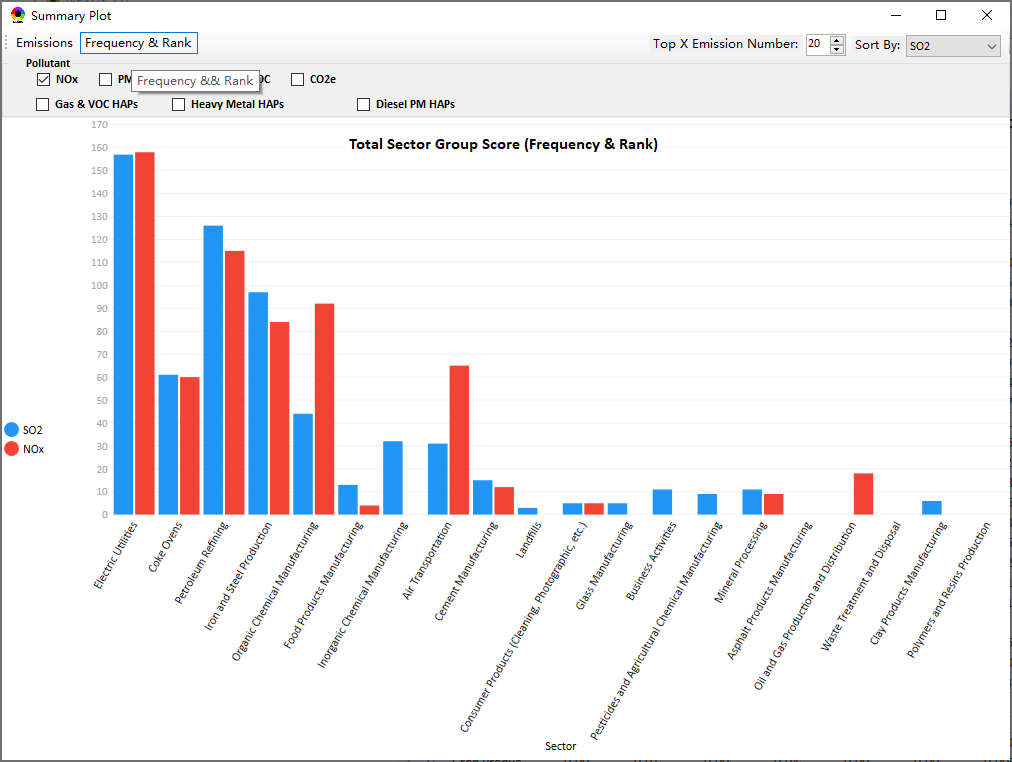 Summary Plot
Emissions Frequency & Rank Top X Emission Number: 20 Sort By: SO2
Pollutant
NOx CO2e
Frequency && Rank
Gas & VOC HAPs Heavy Metal HAPs Diesel PM HAPs
Total Sector Group Score (Frequency & Rank)
170
160
150
140
130
120
110
100
90
80
70
60
50
40
30
20
10
0
SO2
NOx
Electric Utilities
Coke Ovens
Petroleum Refining
Iron and Steel Production
Organic Chemical Manufacturing
Food Products Manufacturing
Inorganic Chemical Manufacturing
Air Transportation
Cement Manufacturing
Landfills
Consumer Products (Cleaning, Photographic, etc.)
Glass Manufacturing
Business Activities
Pesticides and Agricultural Chemical Manufacturing
Mineral Processing
Asphalt Products Manufacturing
Oil and Gas Production and Distribution
Waste Treatment and Disposal
Clay Products Manufacturing
Polymers and Resins Production
Sector